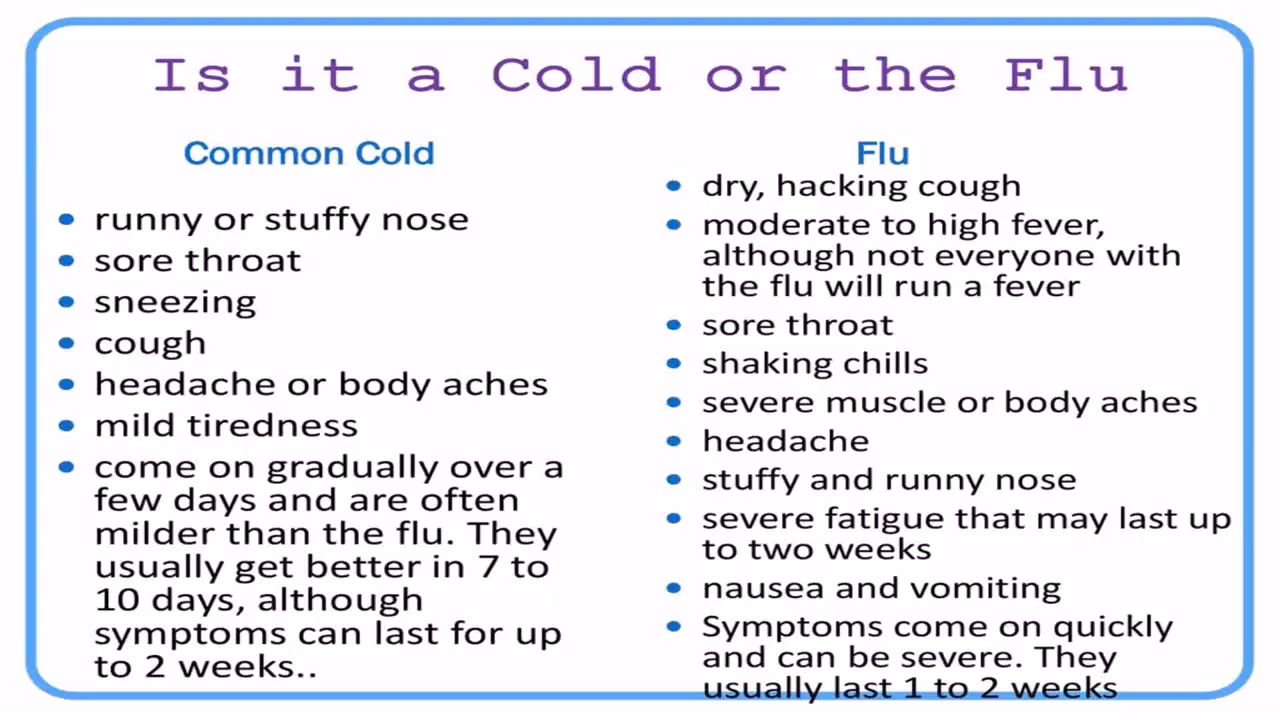 Is it a Cold or the Flu
Common Cold
• runny or stuffy nose
• sore throat
• sneezing
• cough
• headache or body aches
• mild tiredness
• come on gradually over a
few days and are often
milder than the flu. They
usually get better in 7 to
10 days, although
symptoms can last for up
to 2 weeks..
Flu
• dry, hacking cough
• moderate to high fever,
although not everyone with
the flu will run a fever
• sore throat
• shaking chills
• severe muscle or body aches
• headache
• stuffy and runny nose
• severe fatigue that may last up
to two weeks
• nausea and vomiting
• Symptoms come on quickly
and can be severe. They
usually last 1 to 2 weeks